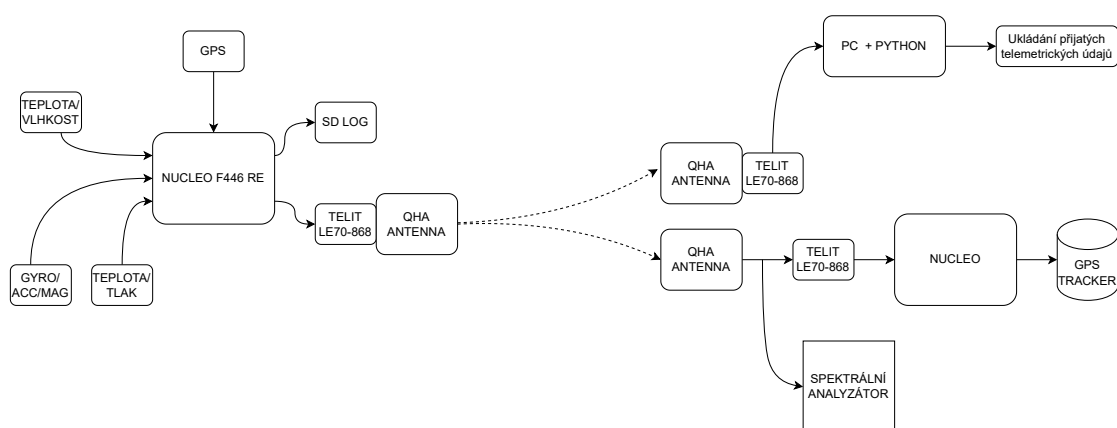 GPS
TEPLOTA/
VLHKOST
NUCLEO F446 RE
GYRO/
ACC/MAG
TEPLOTA/
TLAK
SD LOG
TELIT
LE70-868
QHA
ANTENNA
QHA
ANTENNA
TELIT
LE70-868
PC + PYTHON
Ukládání přijatých
telemetrických údajů
QHA
ANTENNA
TELIT
LE70-868
NUCLEO
GPS
TRACKER
SPEKTRÁLNÍ
ANALYZÁTOR